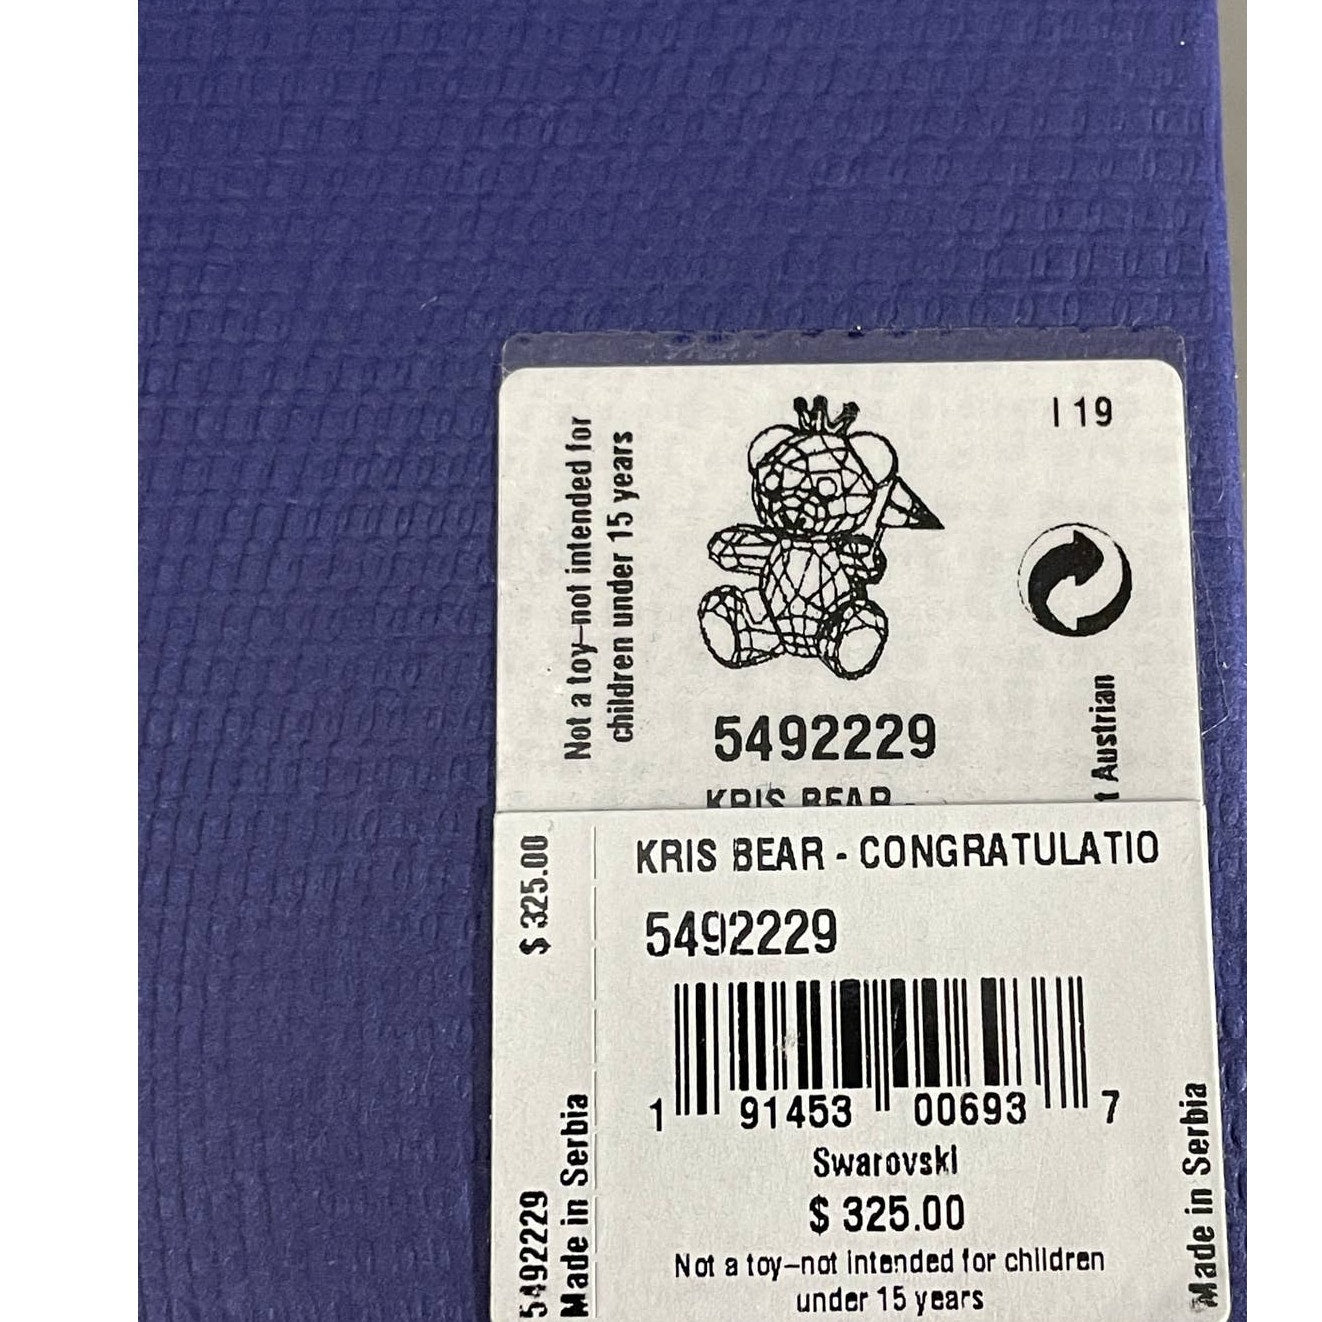 Not a toy–not intended for
children under 15 years
I 19
5492229
KRIS BEAR -
t Austrian
$ 325.00
5492229
Made in Serbia
KRIS BEAR - CONGRATULATIO
5492229
1 91453 00693 7
Swarovski
$ 325.00
Not a toy–not intended for children
under 15 years
Made in Serbia